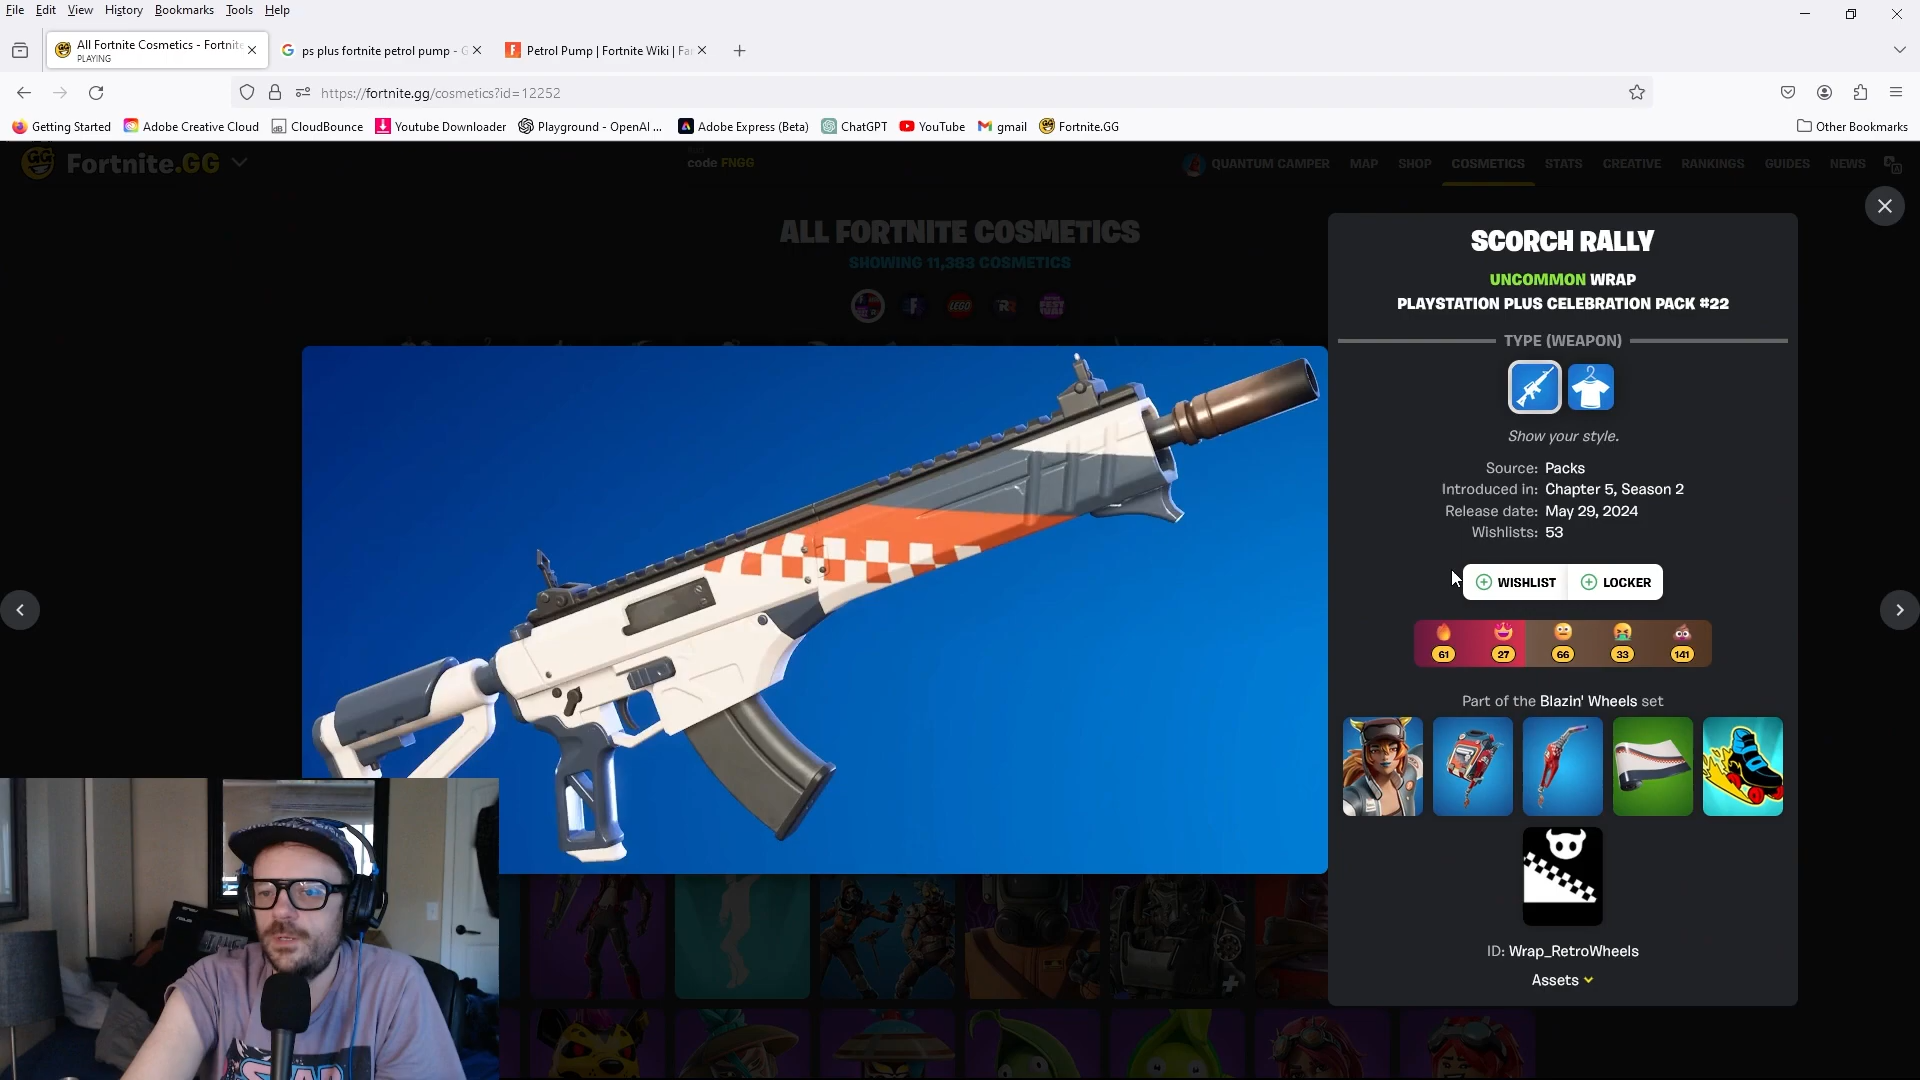 File Edit View History Bookmarks Tools Help
All Fortnite Cosmetics - Fortnite
PLAYING
ps plus fortnite petrol pump - G
Petrol Pump | Fortnite Wiki | Fa
https://fortnite.gg/cosmetics?id=12252
Getting Started Adobe Creative Cloud CloudBounce Youtube Downloader Playground - OpenAI ... Adobe Express (Beta) ChatGPT YouTube gmail Fortnite.GG Other Bookmarks
Fortnite.GG
code FNGG
QUANTUM CAMPER MAP SHOP COSMETICS STATS CREATIVE RANKINGS GUIDES NEWS
ALL FORTNITE COSMETICS
SHOWING 11,383 COSMETICS
LEGO
SCORCH RALLY
UNCOMMON WRAP
PLAYSTATION PLUS CELEBRATION PACK #22
TYPE (WEAPON)
Show your style.
Source: Packs
Introduced in: Chapter 5, Season 2
Release date: May 29, 2024
Wishlists: 53
WISHLIST LOCKER
61 27 66 33 141
Part of the Blazin' Wheels set
ID: Wrap_RetroWheels
Assets